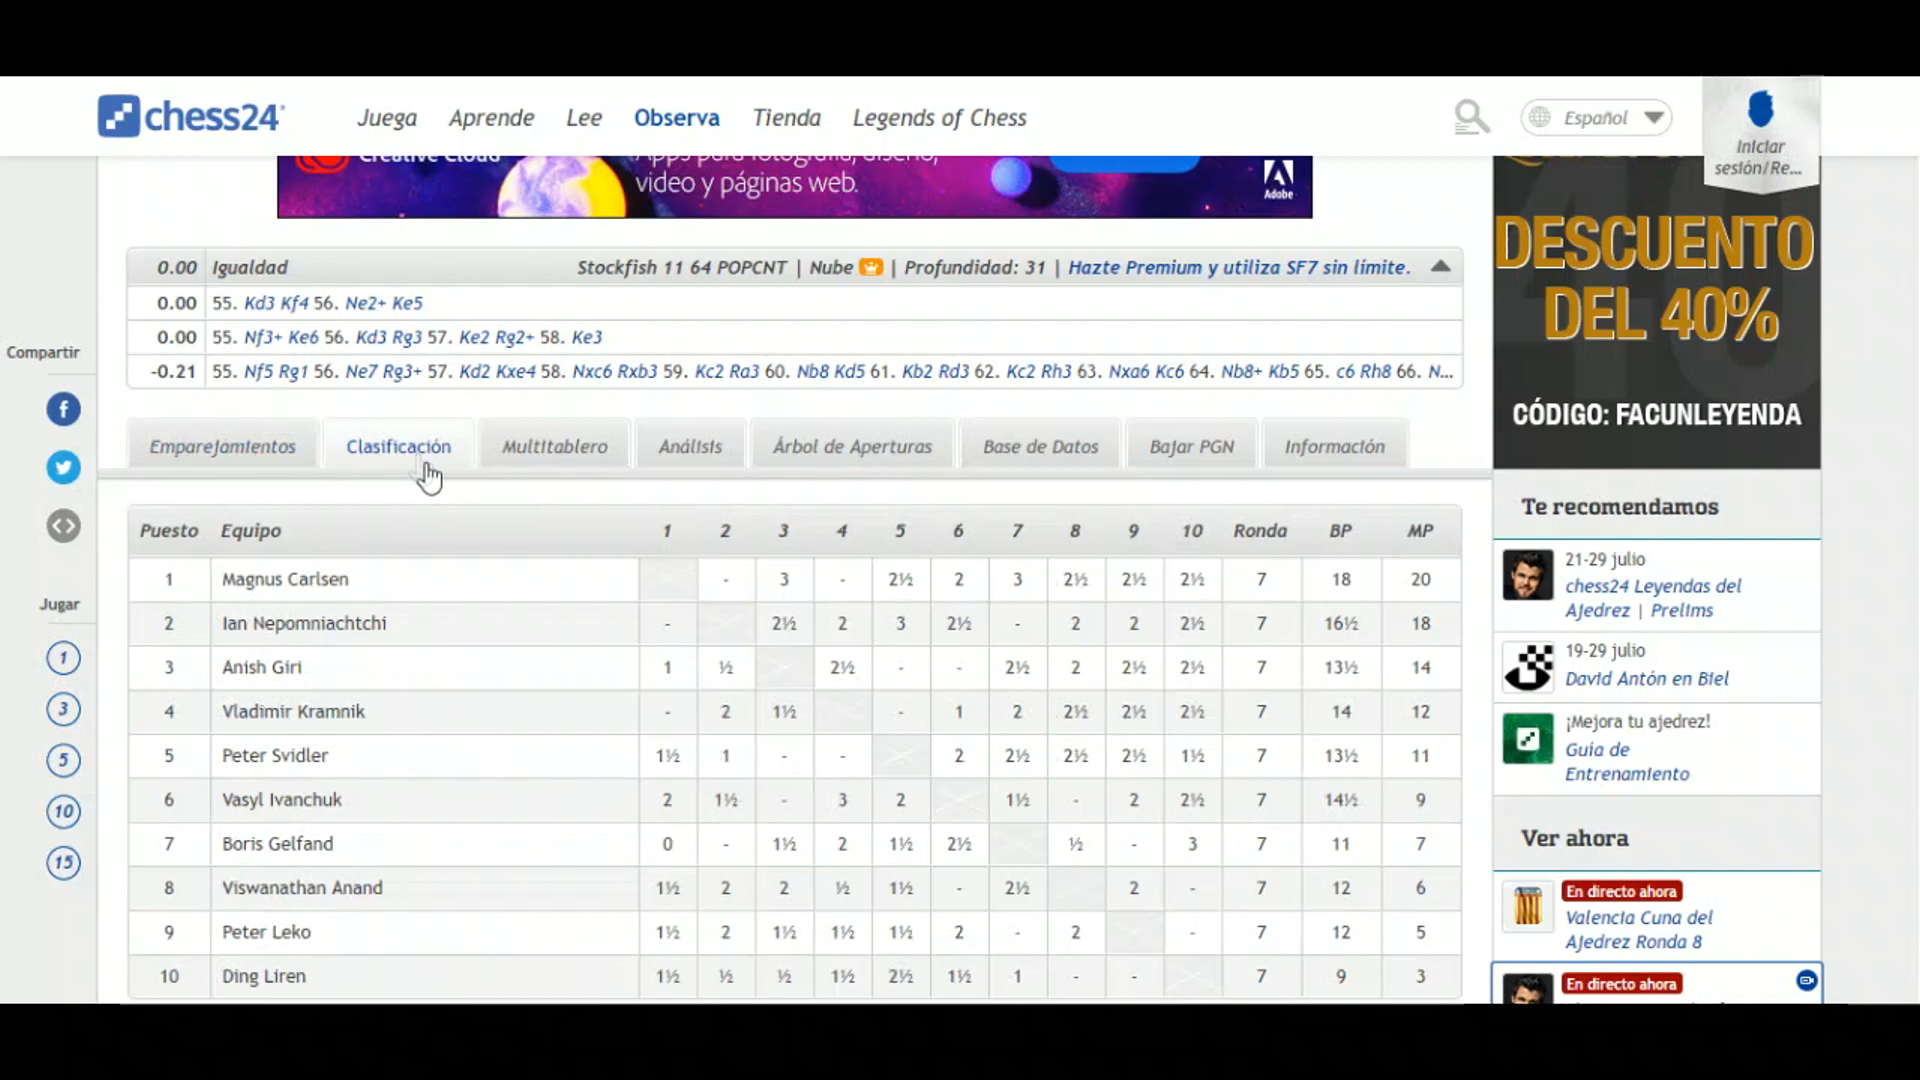 chess24
Juega Aprende Lee Observa Tienda Legends of Chess
Español
Iniciar
sesión/Re...
Creative Cloud
Apps para fotografía, diseño,
video y páginas web.
Adobe
DESCUENTO
DEL 40%
CÓDIGO: FACUNLEYENDA
0.00 Igualdad Stockfish 11 64 POPCNT | Nube | Profundidad: 31 | Hazte Premium y utiliza SF7 sin límite.
0.00 55. Kd3 Kf4 56. Ne2+ Ke5
0.00 55. Nf3+ Ke6 56. Kd3 Rg3 57. Ke2 Rg2+ 58. Ke3
-0.21 55. Nf5 Rg1 56. Ne7 Rg3+ 57. Kd2 Kxe4 58. Nxc6 Rxb3 59. Kc2 Ra3 60. Nb8 Kd5 61. Kb2 Rd3 62. Kc2 Rh3 63. Nxa6 Kc6 64. Nb8+ Kb5 65. c6 Rh8 66. N...
Compartir
Jugar
1
3
5
10
15
Emparejamientos Clasificación Multitablero Análisis Árbol de Aperturas Base de Datos Bajar PGN Información
Puesto Equipo 1 2 3 4 5 6 7 8 9 10 Ronda BP MP
1 Magnus Carlsen - 3 - 2½ 2 3 2½ 2½ 2½ 7 18 20
2 Ian Nepomniachtchi - 2½ 2 3 2½ - 2 2 2½ 7 16½ 18
3 Anish Giri 1 ½ 2½ - - 2½ 2 2½ 2½ 7 13½ 14
4 Vladimir Kramnik - 2 1½ - 1 2 2½ 2½ 2½ 7 14 12
5 Peter Svidler 1½ 1 - - 2 2½ 2½ 2½ 1½ 7 13½ 11
6 Vasyl Ivanchuk 2 1½ - 3 2 1½ - 2 2½ 7 14½ 9
7 Boris Gelfand 0 - 1½ 2 1½ 2½ ½ - 3 7 11 7
8 Viswanathan Anand 1½ 2 2 ½ 1½ - 2½ 2 - 7 12 6
9 Peter Leko 1½ 2 1½ 1½ 1½ 2 - 2 - 7 12 5
10 Ding Liren 1½ ½ ½ 1½ 2½ 1½ 1 - - 7 9 3
Te recomendamos
21-29 julio
chess24 Leyendas del
Ajedrez | Prelims
19-29 julio
David Antón en Biel
¡Mejora tu ajedrez!
Guía de
Entrenamiento
Ver ahora
En directo ahora
Valencia Cuna del
Ajedrez Ronda 8
En directo ahora